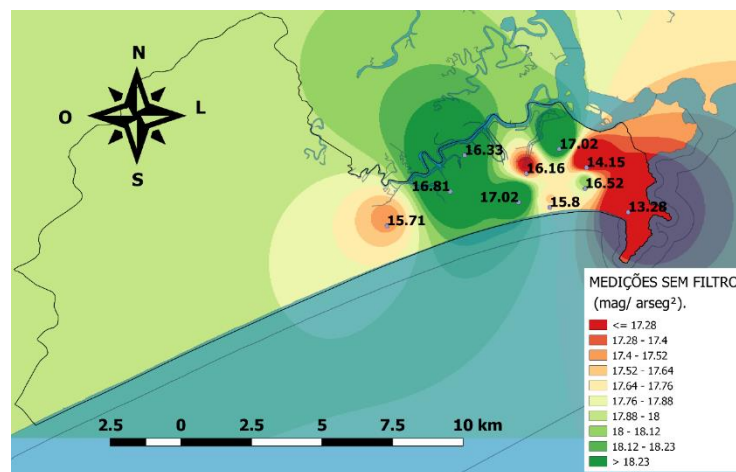 N
O
L
S
17.02
16.33
16.16
14.15
16.81
16.52
17.02
15.8
13.28
15.71
MEDIÇÕES SEM FILTRO
(mag/ arseg²).
<= 17.28
17.28 - 17.4
17.4 - 17.52
17.52 - 17.64
17.64 - 17.76
17.76 - 17.88
17.88 - 18
18 - 18.12
18.12 - 18.23
> 18.23
2.5 0 2.5 5 7.5 10 km